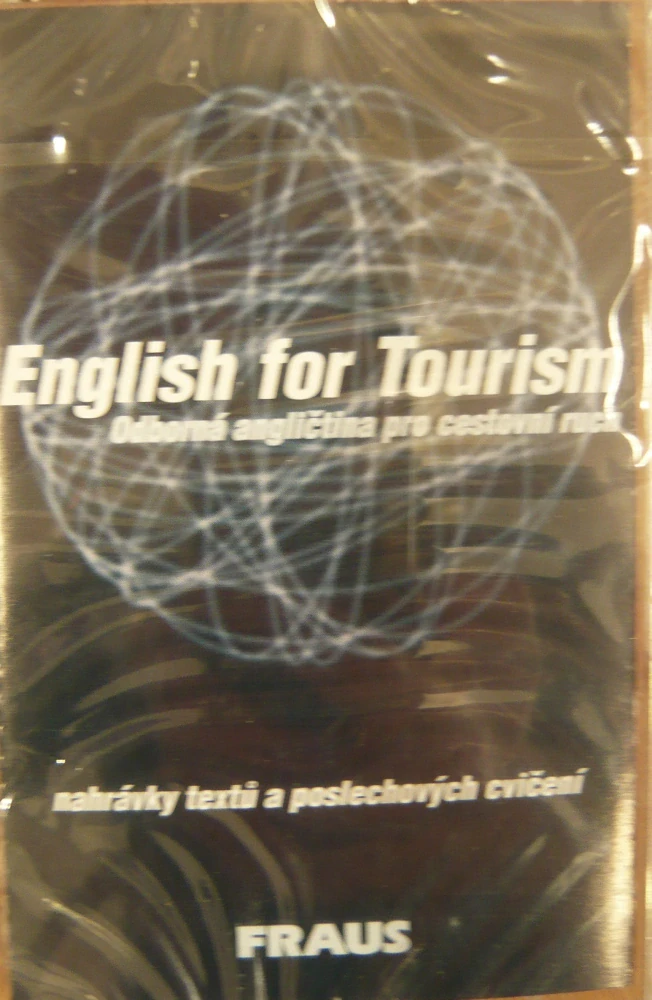 English for Tourism
Odborná angličtina pro cestovní ruch
nahrávky textů a poslechových cvičení
FRAUS